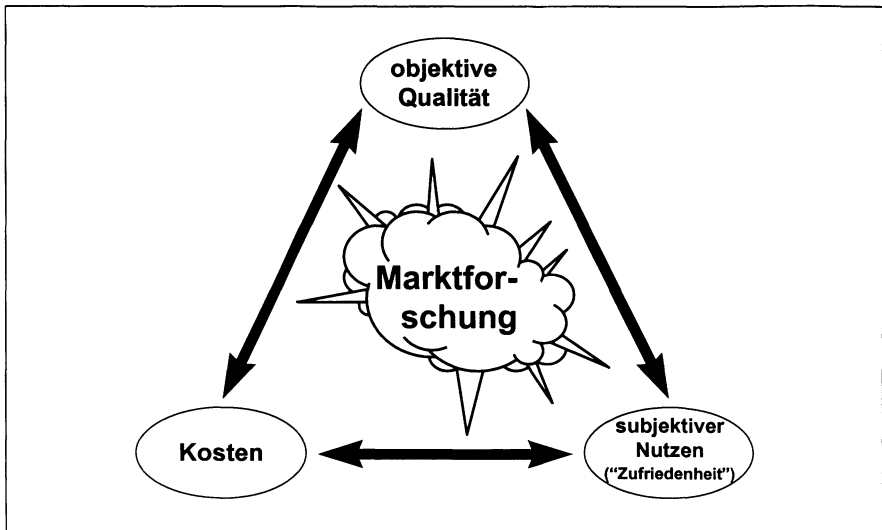 objektive
Qualität
Marktfor-
schung
Kosten
subjektiver
Nutzen
(“Zufriedenheit”)